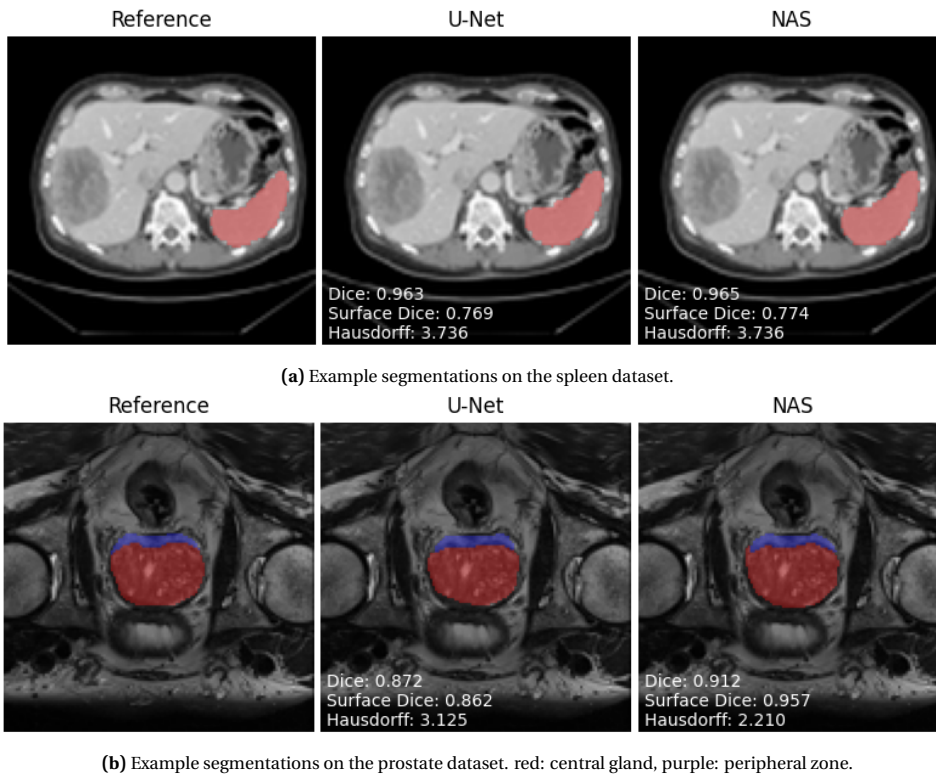 Reference U-Net NAS
Dice: 0.963 Dice: 0.965
Surface Dice: 0.769 Surface Dice: 0.774
Hausdorff: 3.736 Hausdorff: 3.736
(a) Example segmentations on the spleen dataset.
Reference U-Net NAS
Dice: 0.872 Dice: 0.912
Surface Dice: 0.862 Surface Dice: 0.957
Hausdorff: 3.125 Hausdorff: 2.210
(b) Example segmentations on the prostate dataset. red: central gland, purple: peripheral zone.